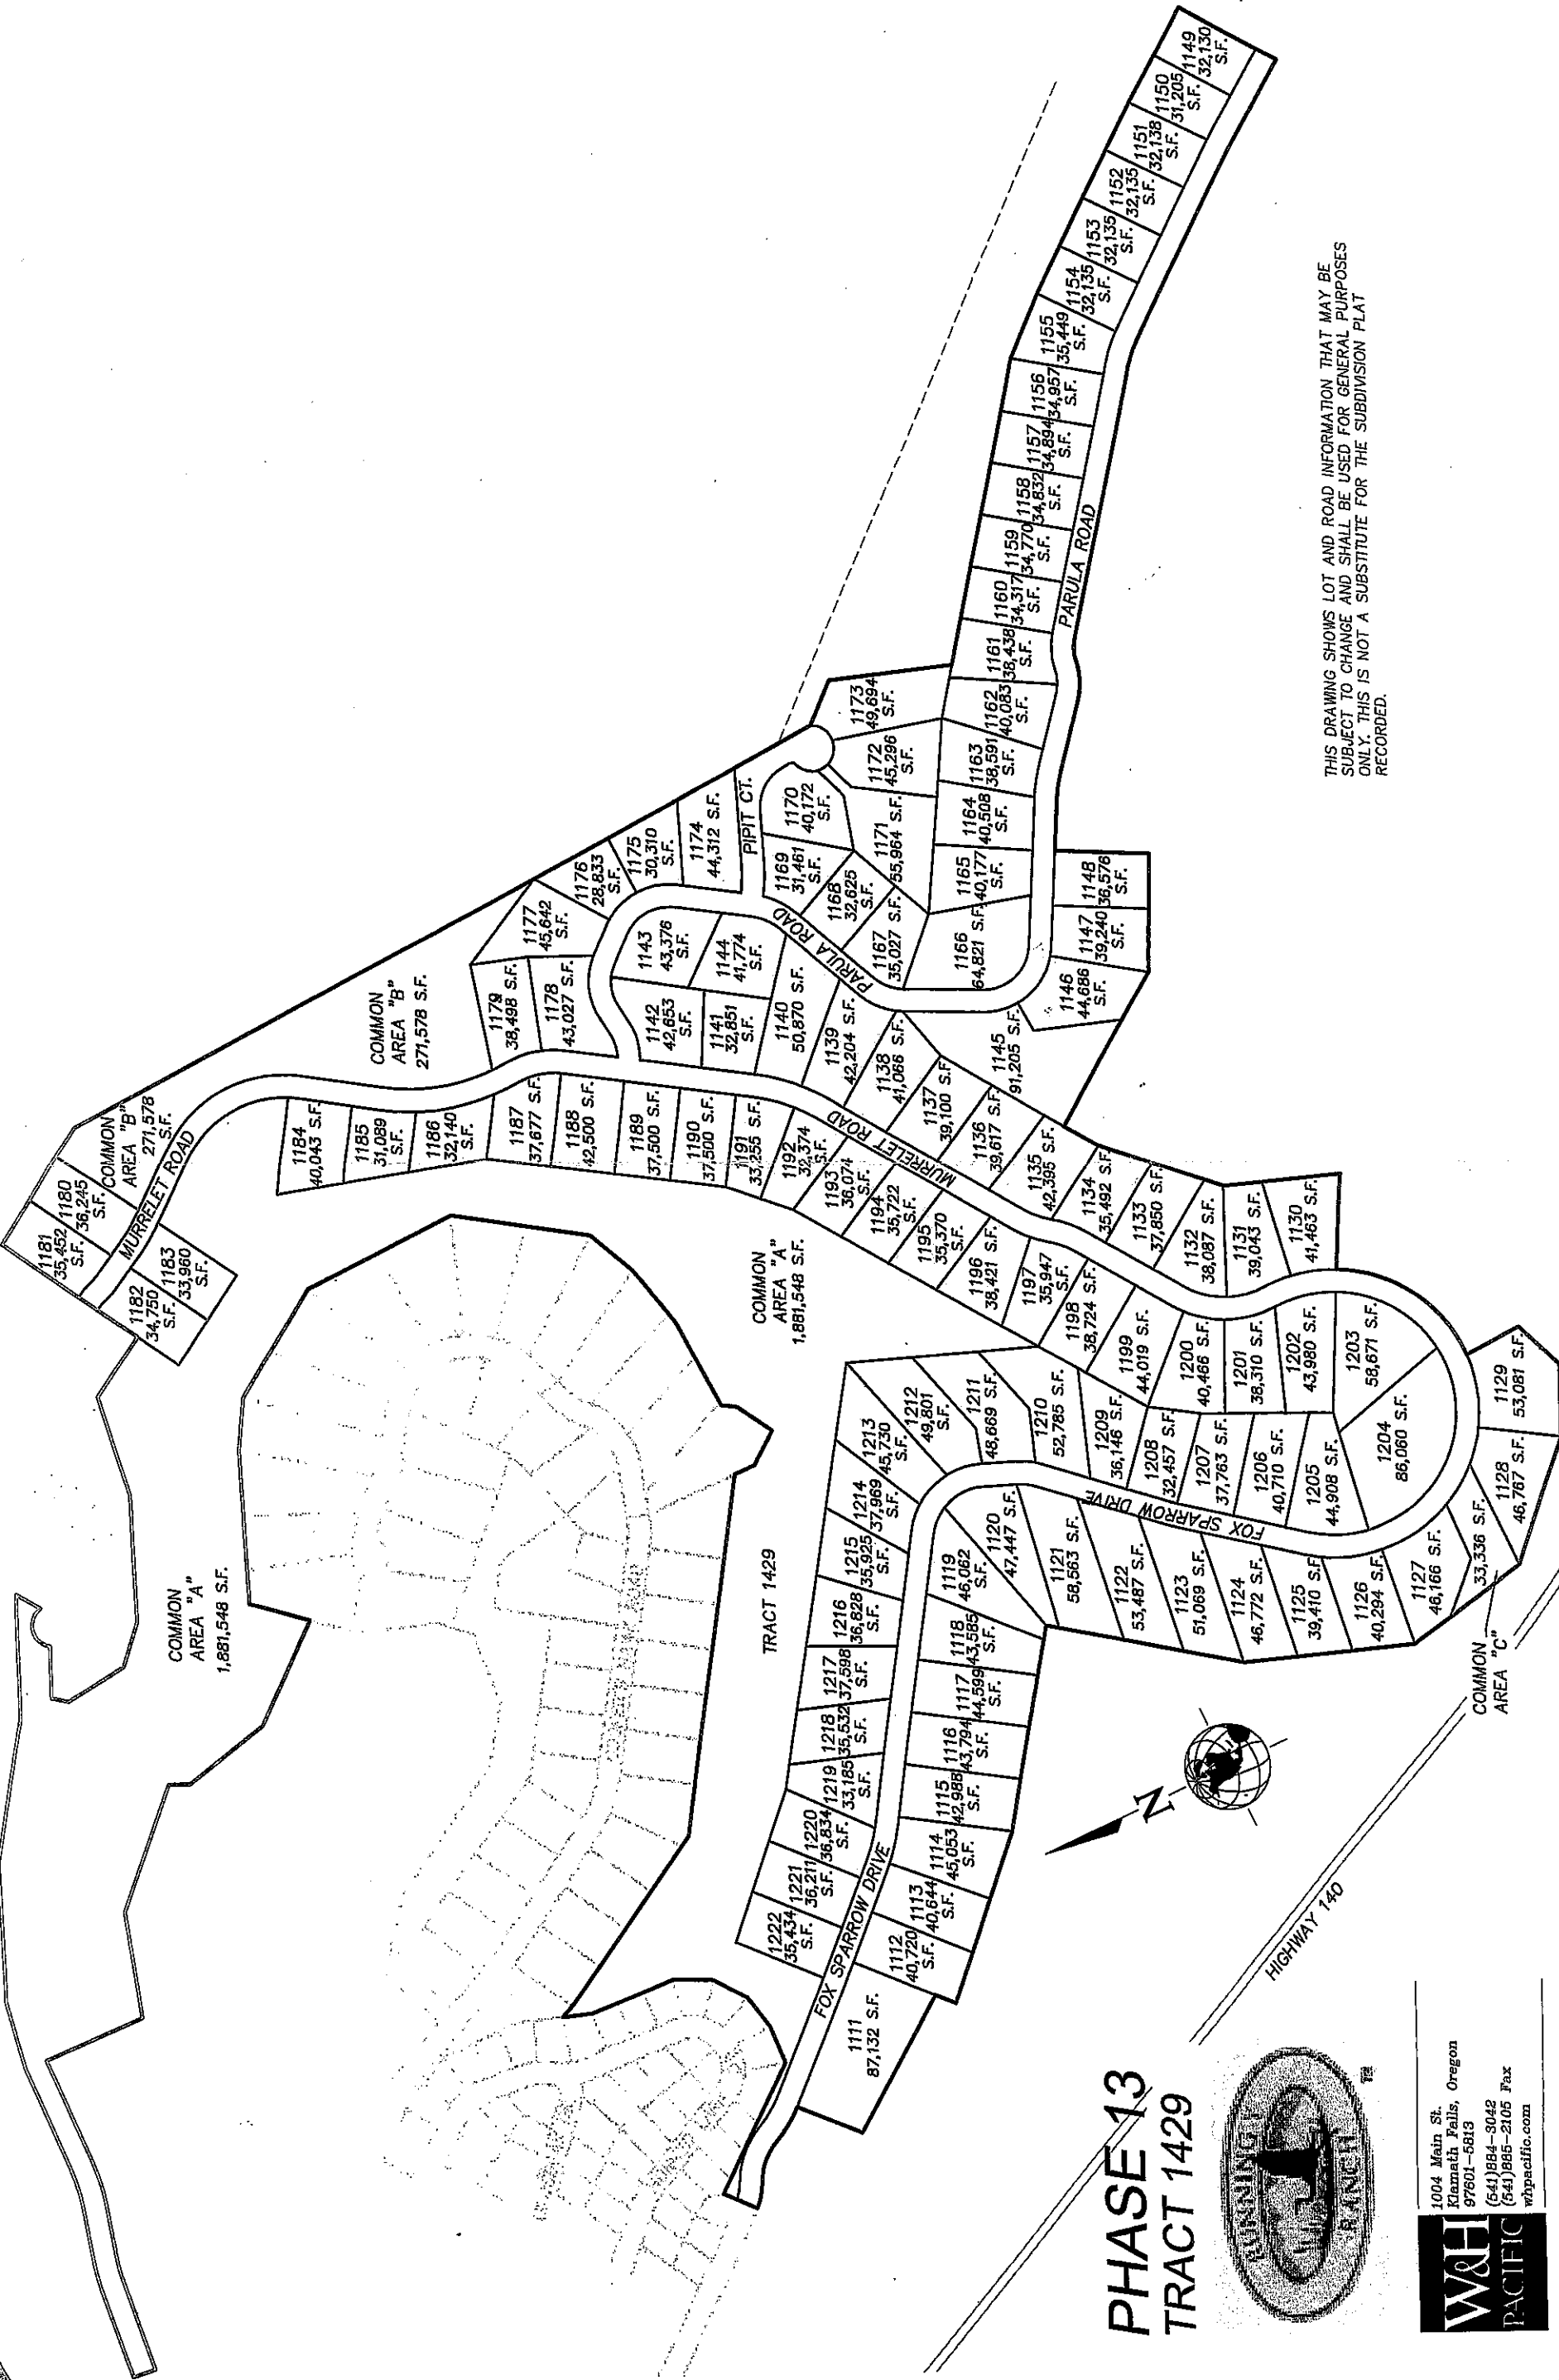 PHASE 13
TRACT 1429
RUNNING Y
RANCH
TM
W&H
PACIFIC
1004 Main St.
Klamath Falls, Oregon
97601-5813
(541)884-3042
(541)885-2105 Fax
whpacific.com
HIGHWAY 140
N
THIS DRAWING SHOWS LOT AND ROAD INFORMATION THAT MAY BE
SUBJECT TO CHANGE AND SHALL BE USED FOR GENERAL PURPOSES
ONLY. THIS IS NOT A SUBSTITUTE FOR THE SUBDIVISION PLAT
RECORDED.
COMMON
AREA "A"
1,881,548 S.F.
COMMON
AREA "A"
1,881,548 S.F.
TRACT 1429
COMMON
AREA "B"
271,578
S.F.
COMMON
AREA "B"
271,578 S.F.
COMMON
AREA "C"
33,336 S.F.
FOX SPARROW DRIVE
FOX SPARROW DRIVE
MURRELET ROAD
MURRELET ROAD
PARULA ROAD
PARULA ROAD
PIPIT CT.
1111
87,132 S.F.
1112
40,720
S.F.
1113
40,644
S.F.
1114
45,053
S.F.
1115
42,988
S.F.
1116
43,794
S.F.
1117
44,599
S.F.
1118
43,585
S.F.
1119
46,062
S.F.
1120
47,447 S.F.
1121
58,563 S.F.
1122
53,487 S.F.
1123
51,069 S.F.
1124
46,772 S.F.
1125
39,410 S.F.
1126
40,294 S.F.
1127
46,166 S.F.
1128
46,767 S.F.
1129
53,081 S.F.
1130
41,463 S.F.
1131
39,043 S.F.
1132
38,087 S.F.
1133
37,850 S.F.
1134
35,492 S.F.
1135
42,395 S.F.
1136
39,617 S.F.
1137
39,100 S.F.
1138
41,066 S.F.
1139
42,204 S.F.
1140
50,870 S.F.
1141
32,851
S.F.
1142
42,653
S.F.
1143
43,376
S.F.
1144
41,774
S.F.
1145
91,205 S.F.
1146
44,686
S.F.
1147
39,240
S.F.
1148
36,576
S.F.
1149
32,130
S.F.
1150
31,205
S.F.
1151
32,138
S.F.
1152
32,135
S.F.
1153
32,135
S.F.
1154
32,135
S.F.
1155
35,449
S.F.
1156
34,957
S.F.
1157
34,894
S.F.
1158
34,832
S.F.
1159
34,770
S.F.
1160
34,317
S.F.
1161
38,438
S.F.
1162
40,083
S.F.
1163
38,591
S.F.
1164
40,508
S.F.
1165
40,177
S.F.
1166
64,821 S.F.
1167
35,027 S.F.
1168
32,625
S.F.
1169
31,461
S.F.
1170
40,172
S.F.
1171
55,964 S.F.
1172
45,296
S.F.
1173
49,694
S.F.
1174
44,312 S.F.
1175
30,310
S.F.
1176
28,833
S.F.
1177
45,642
S.F.
1178
43,027 S.F.
1179
38,498 S.F.
1180
36,245
S.F.
1181
35,452
S.F.
1182
34,750
S.F.
1183
33,960
S.F.
1184
40,043 S.F.
1185
31,089
S.F.
1186
32,140
S.F.
1187
37,677 S.F.
1188
42,500 S.F.
1189
37,500 S.F.
1190
37,500 S.F.
1191
33,255 S.F.
1192
32,374
S.F.
1193
36,074
S.F.
1194
35,722
S.F.
1195
35,370
S.F.
1196
38,421 S.F.
1197
35,947
S.F.
1198
38,724 S.F.
1199
44,019 S.F.
1200
40,466 S.F.
1201
38,310 S.F.
1202
43,980 S.F.
1203
58,671 S.F.
1204
86,060 S.F.
1205
44,908 S.F.
1206
40,710 S.F.
1207
37,763 S.F.
1208
32,457 S.F.
1209
36,146 S.F.
1210
52,785 S.F.
1211
48,669 S.F.
1212
49,801
S.F.
1213
45,730
S.F.
1214
37,969
S.F.
1215
35,925
S.F.
1216
36,828
S.F.
1217
37,598
S.F.
1218
35,532
S.F.
1219
33,185
S.F.
1220
36,834
S.F.
1221
36,211
S.F.
1222
35,434
S.F.